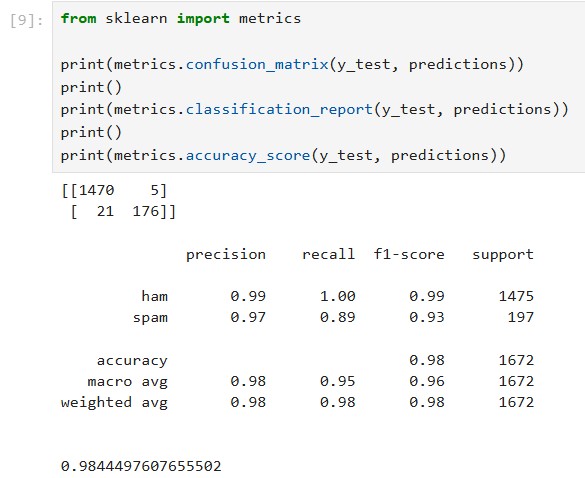 [9]: from sklearn import metrics
print(metrics.confusion_matrix(y_test, predictions))
print()
print(metrics.classification_report(y_test, predictions))
print()
print(metrics.accuracy_score(y_test, predictions))
[[1470    5]
 [  21  176]]
precision    recall  f1-score   support
ham       0.99      1.00      0.99      1475
spam       0.97      0.89      0.93       197
accuracy                           0.98      1672
macro avg       0.98      0.95      0.96      1672
weighted avg       0.98      0.98      0.98      1672
0.9844497607655502